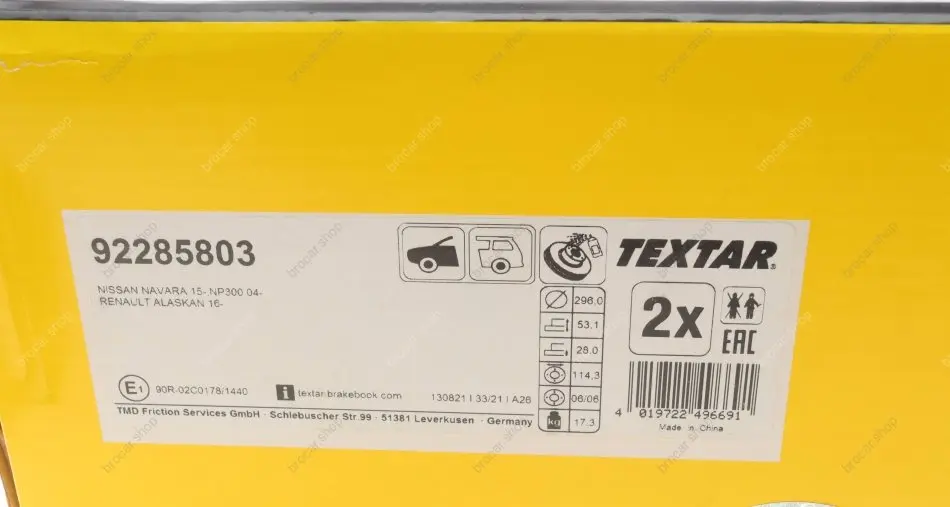 92285803
NISSAN NAVARA 15-, NP300 04-
RENAULT ALASKAN 16-
E1 90R-02C0178/1440
i textar.brakebook.com
130821 | 33/21 | A26
TMD Friction Services GmbH · Schlebuscher Str.99 · 51381 Leverkusen · Germany
296,0
53,1
28,0
114,3
06/06
kg 17,3
TEXTAR®
2x
EAC
4 019722 496691
Made in China
brocar.shop